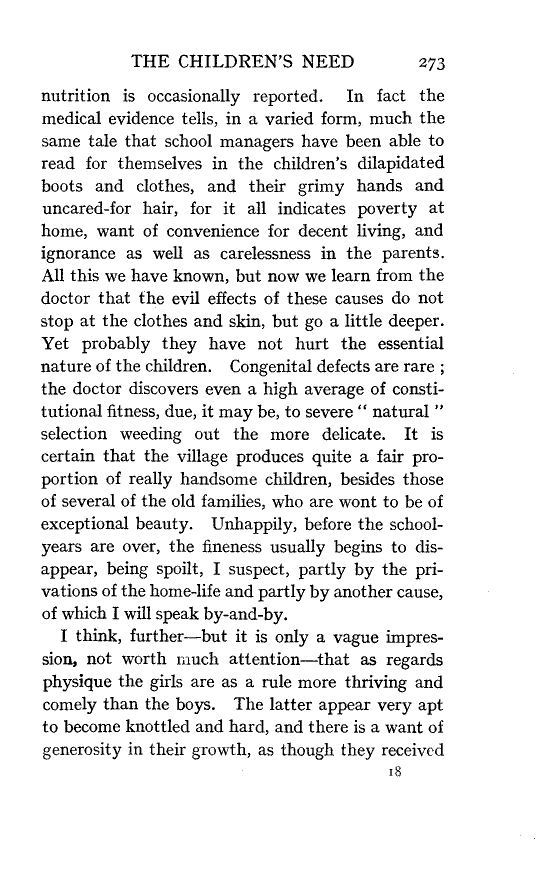 THE CHILDREN'S NEED 273
nutrition is occasionally reported. In fact the
medical evidence tells, in a varied form, much the
same tale that school managers have been able to
read for themselves in the children's dilapidated
boots and clothes, and their grimy hands and
uncared-for hair, for it all indicates poverty at
home, want of convenience for decent living, and
ignorance as well as carelessness in the parents.
All this we have known, but now we learn from the
doctor that the evil effects of these causes do not
stop at the clothes and skin, but go a little deeper.
Yet probably they have not hurt the essential
nature of the children. Congenital defects are rare ;
the doctor discovers even a high average of consti-
tutional fitness, due, it may be, to severe “ natural ”
selection weeding out the more delicate. It is
certain that the village produces quite a fair pro-
portion of really handsome children, besides those
of several of the old families, who are wont to be of
exceptional beauty. Unhappily, before the school-
years are over, the fineness usually begins to dis-
appear, being spoilt, I suspect, partly by the pri-
vations of the home-life and partly by another cause,
of which I will speak by-and-by.
I think, further—but it is only a vague impres-
sion, not worth much attention—that as regards
physique the girls are as a rule more thriving and
comely than the boys. The latter appear very apt
to become knottled and hard, and there is a want of
generosity in their growth, as though they received
18